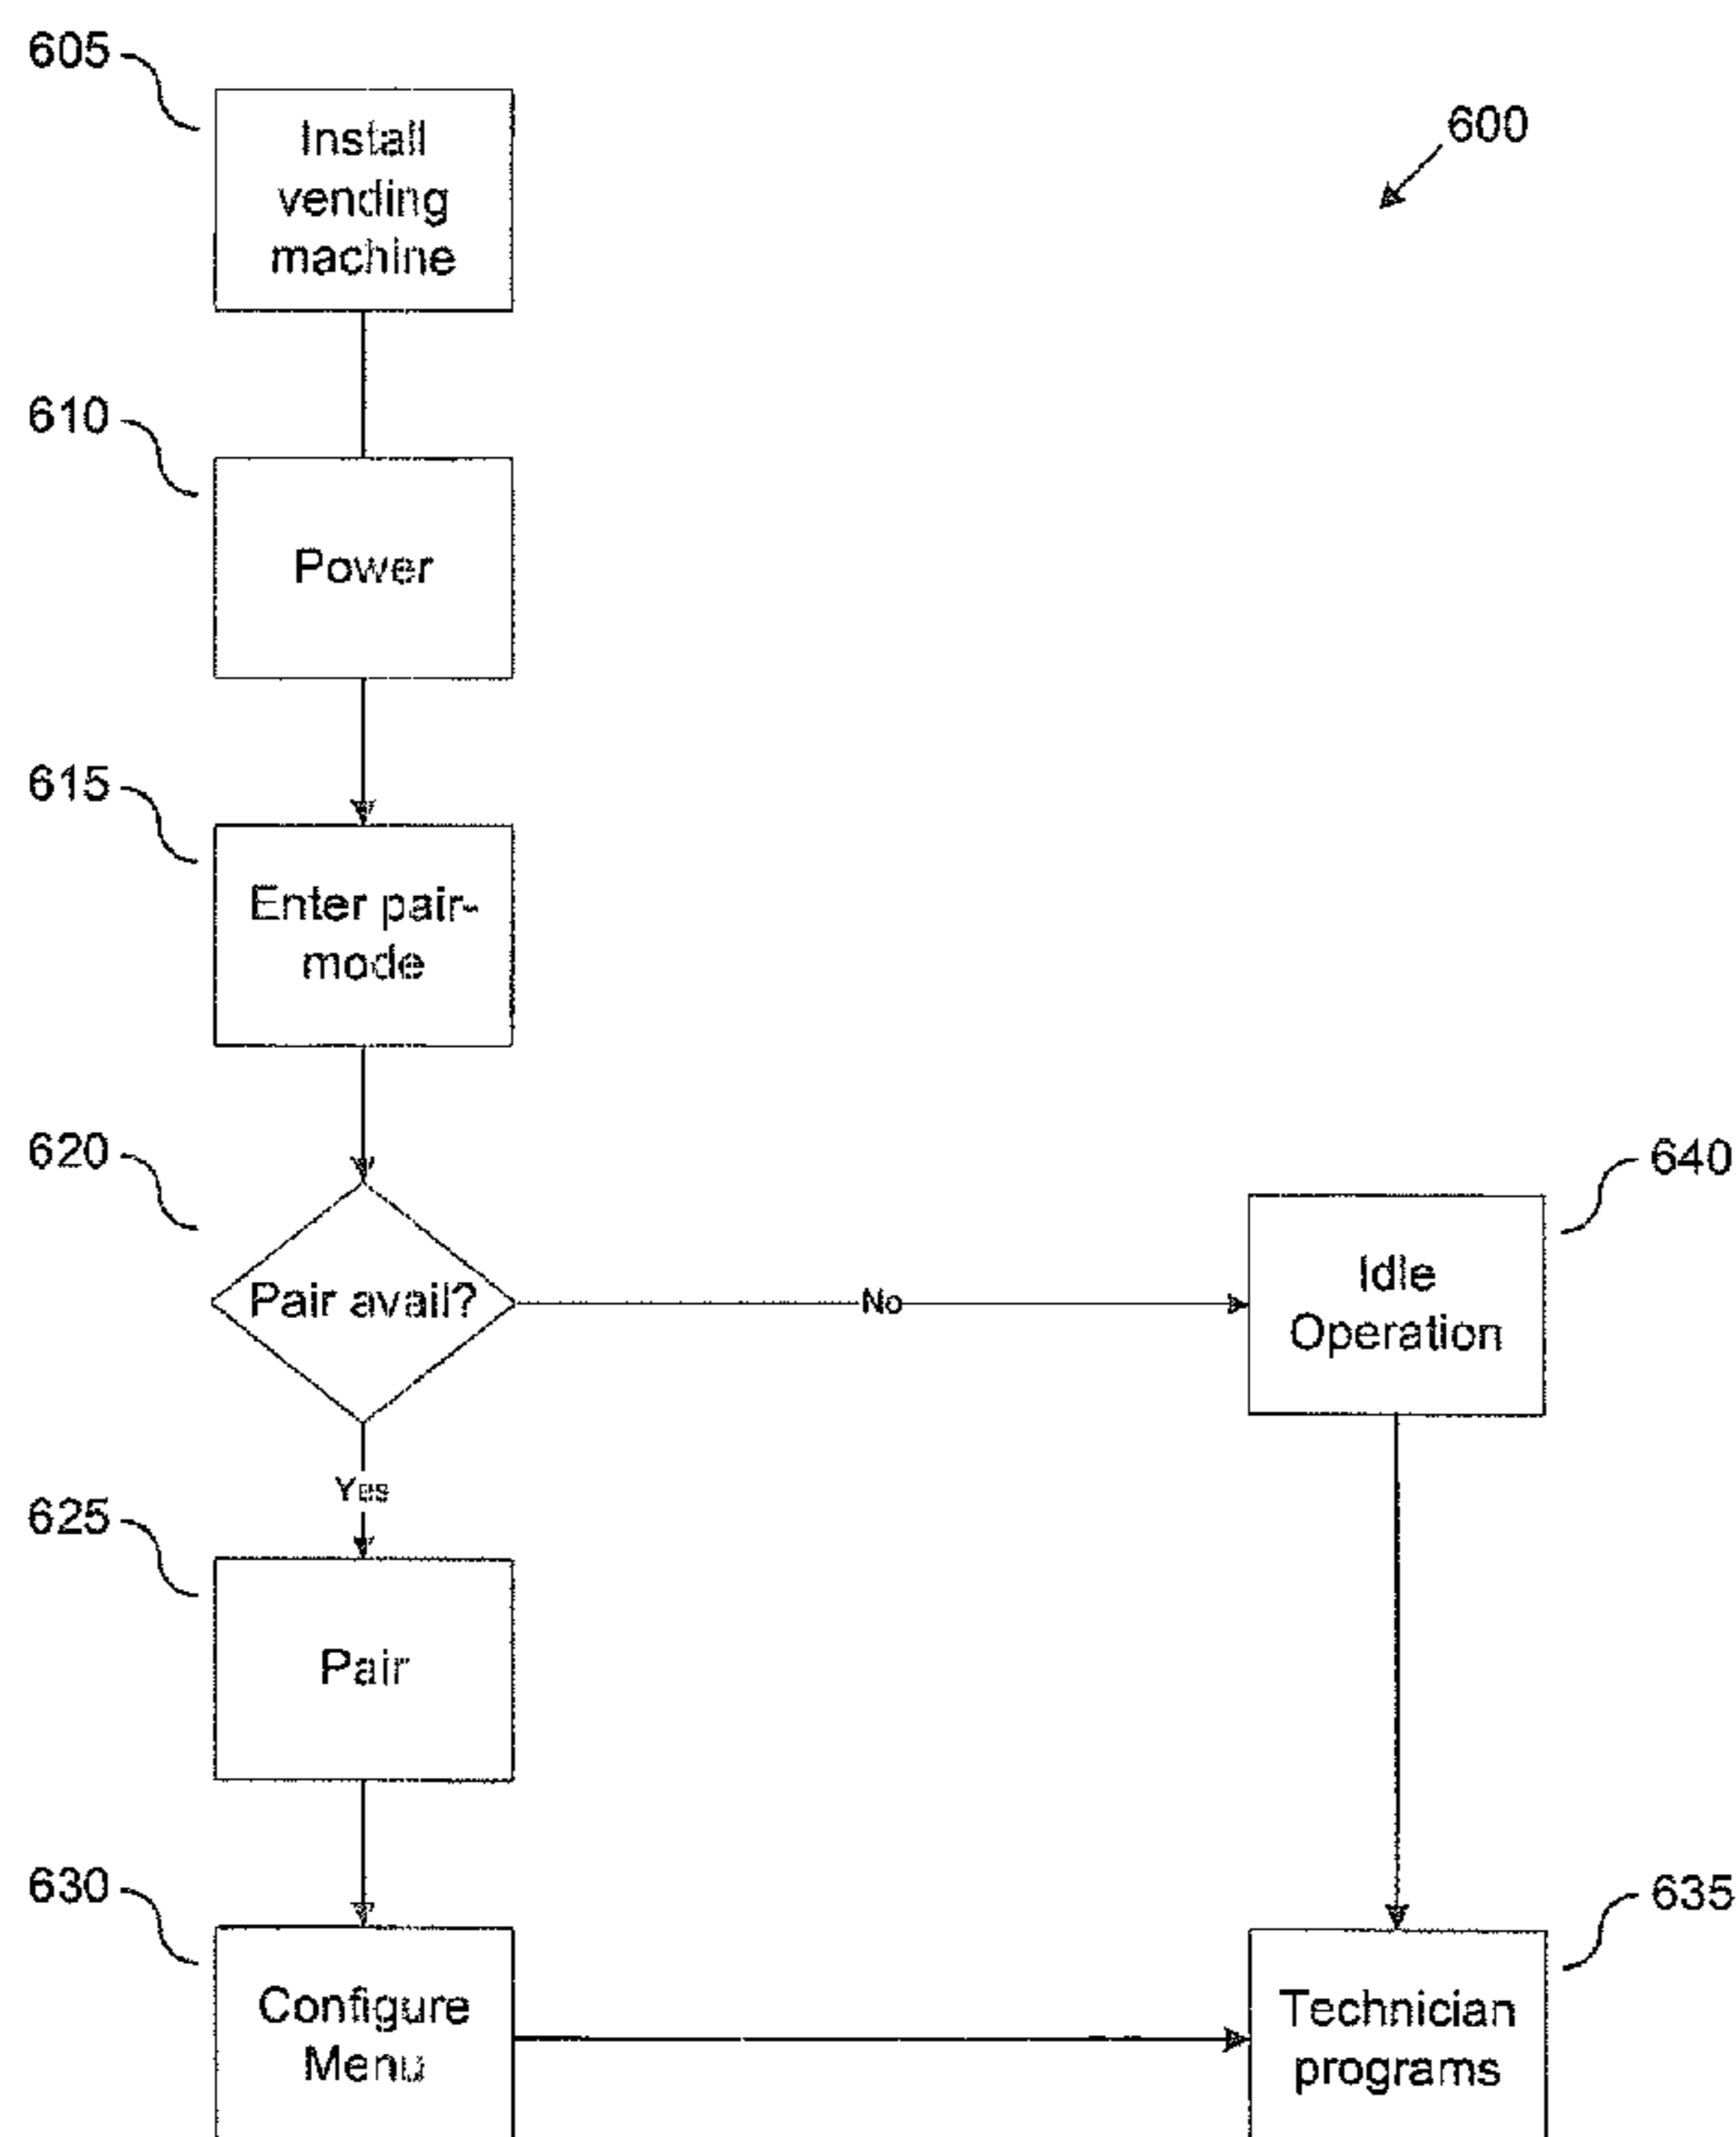 605
Install
vending
machine
600
610
Power
615
Enter pair-
mode
620
Pair avail?
No
640
Idle
Operation
Yes
625
Pair
630
Configure
Menu
635
Technician
programs